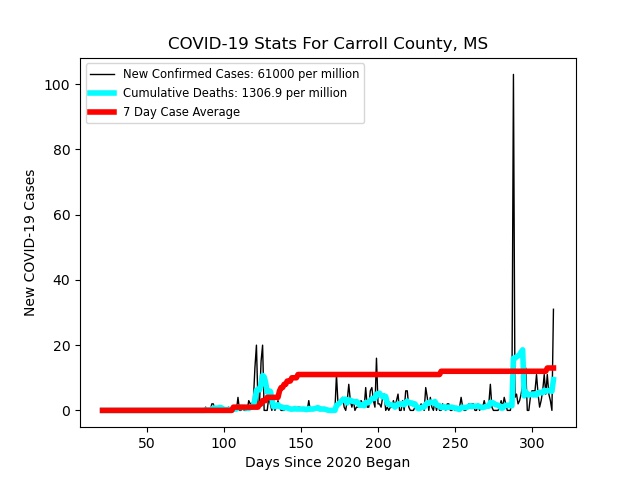 COVID-19 Stats For Carroll County, MS
New Confirmed Cases: 61000 per million
Cumulative Deaths: 1306.9 per million
7 Day Case Average
New COVID-19 Cases
100
80
60
40
20
0
50 100 150 200 250 300
Days Since 2020 Began